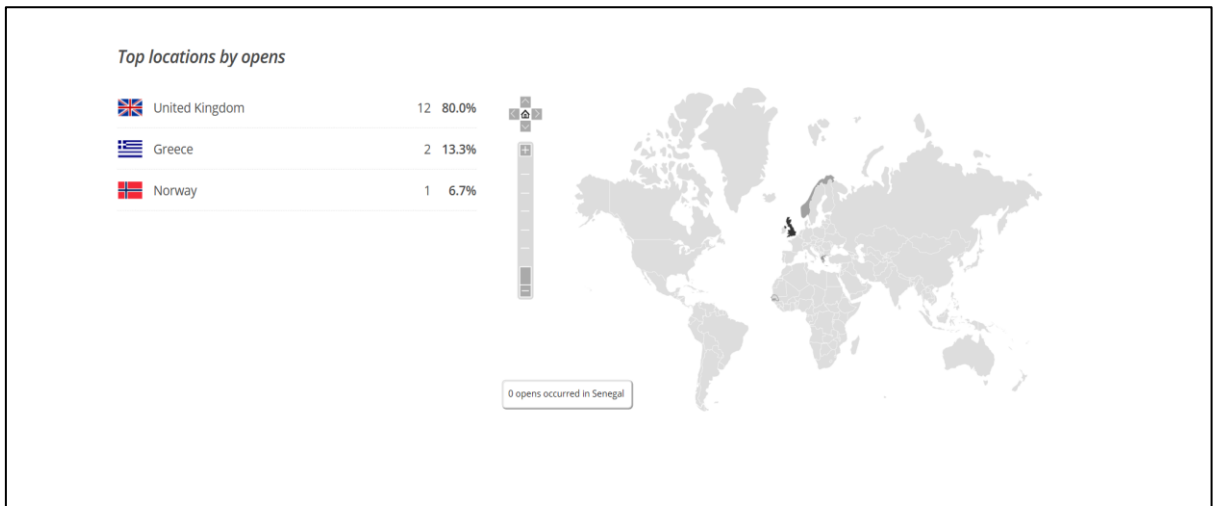 Top locations by opens
United Kingdom 12 80.0%
Greece 2 13.3%
Norway 1 6.7%
0 opens occurred in Senegal